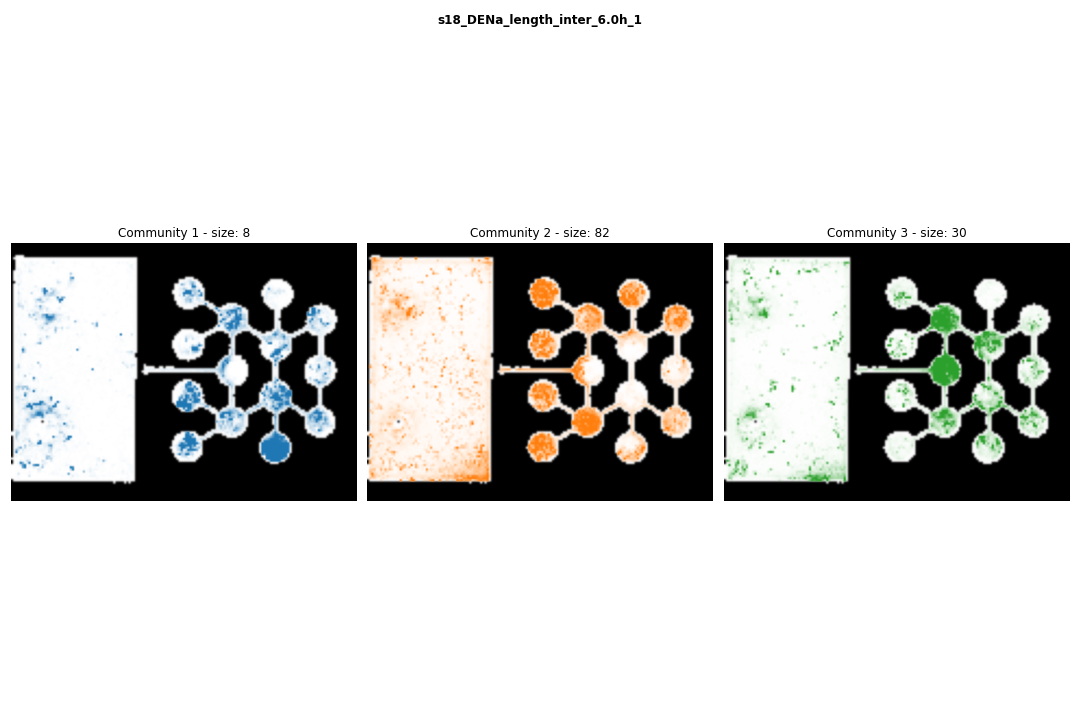 s18_DENa_length_inter_6.0h_1
Community 1 - size: 8
Community 2 - size: 82
Community 3 - size: 30